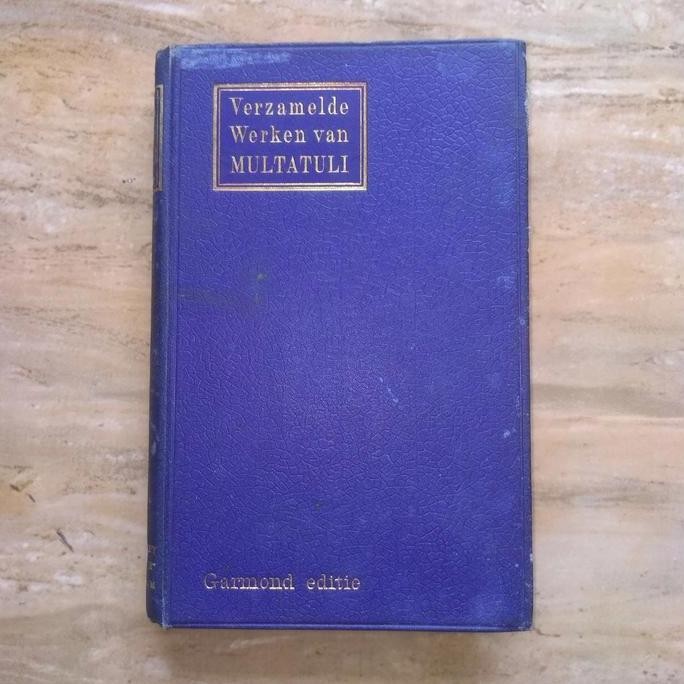 Verzamelde
Werken van
MULTATULI
Garmond editie